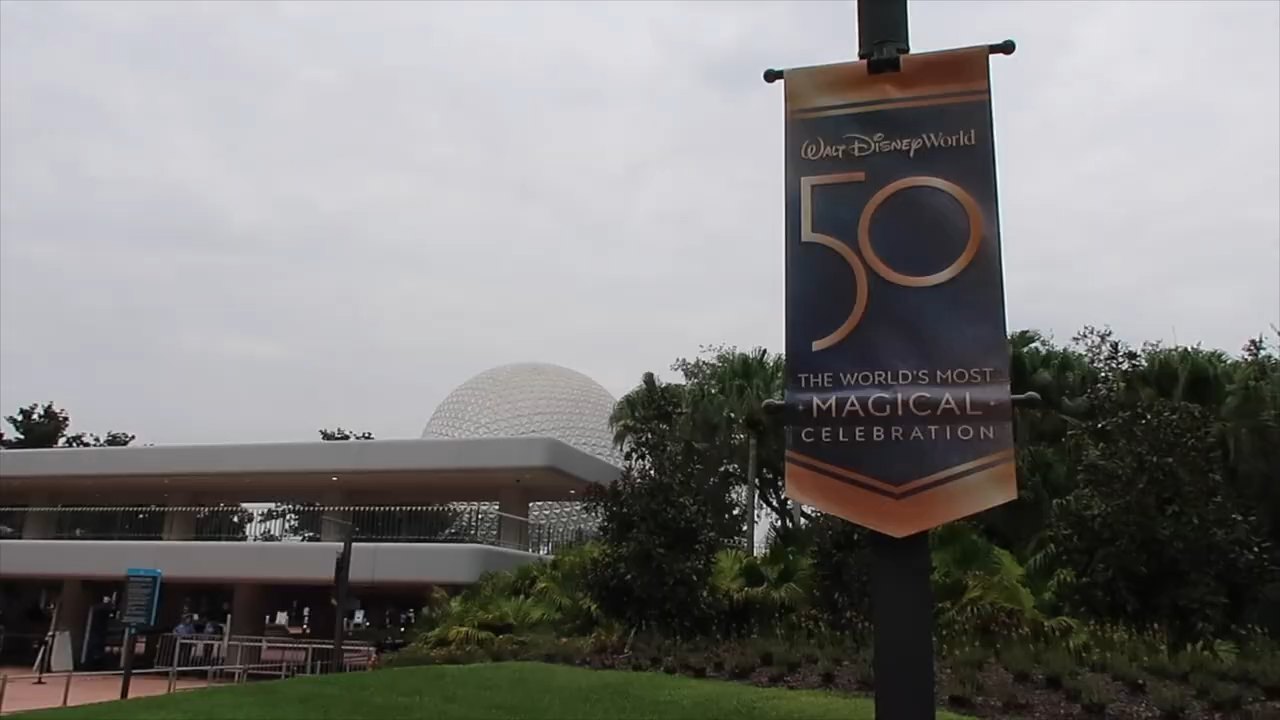 Walt Disney World
50
THE WORLD'S MOST
MAGICAL
CELEBRATION